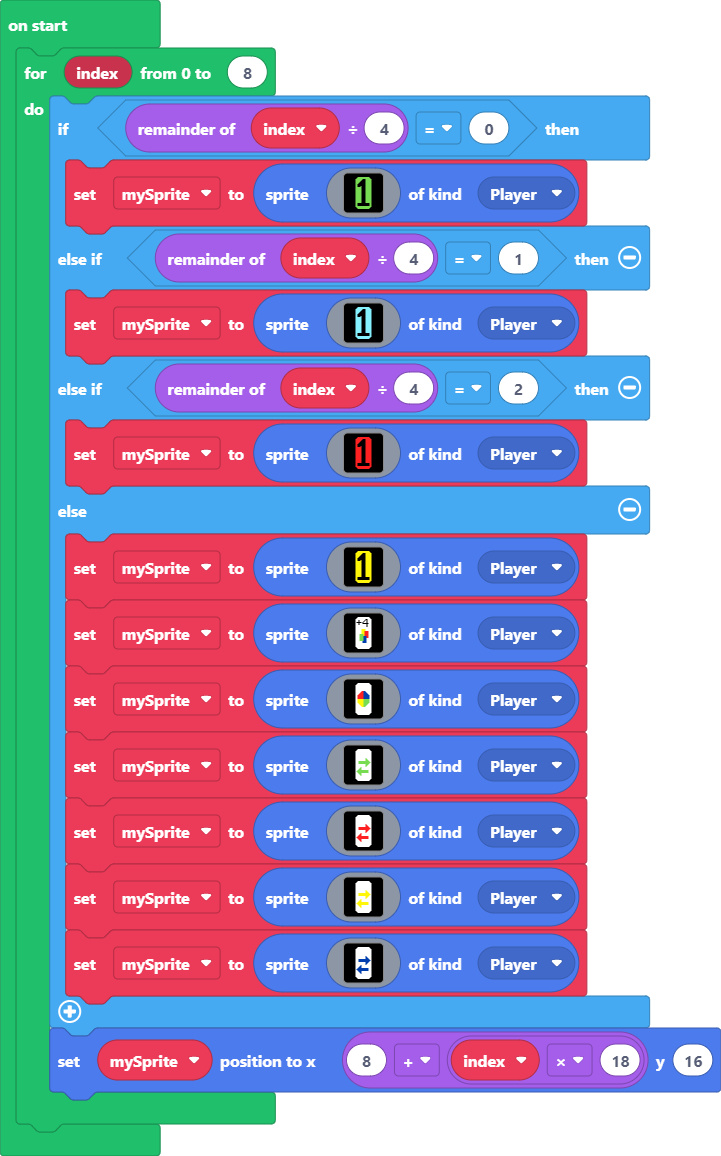 on start
for index from 0 to 8
do
if remainder of index ÷ 4 = 0 then
set mySprite to sprite 1 of kind Player
else if remainder of index ÷ 4 = 1 then
set mySprite to sprite 1 of kind Player
else if remainder of index ÷ 4 = 2 then
set mySprite to sprite 1 of kind Player
else
set mySprite to sprite 1 of kind Player
set mySprite to sprite +4 of kind Player
set mySprite to sprite of kind Player
set mySprite to sprite of kind Player
set mySprite to sprite of kind Player
set mySprite to sprite of kind Player
set mySprite to sprite of kind Player
set mySprite position to x 8 + index × 18 y 16